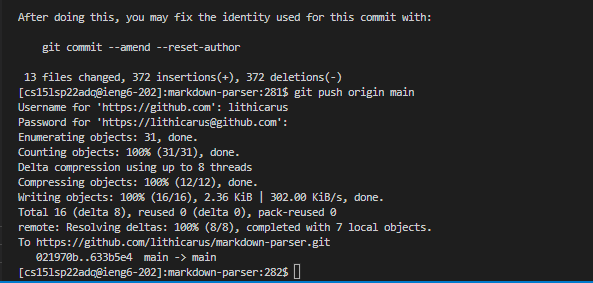 After doing this, you may fix the identity used for this commit with:
git commit --amend --reset-author
13 files changed, 372 insertions(+), 372 deletions(-)
[cs15lsp22adq@ieng6-202]:markdown-parser:281$ git push origin main
Username for 'https://github.com': lithicarus
Password for 'https://lithicarus@github.com':
Enumerating objects: 31, done.
Counting objects: 100% (31/31), done.
Delta compression using up to 8 threads
Compressing objects: 100% (12/12), done.
Writing objects: 100% (16/16), 2.36 KiB | 302.00 KiB/s, done.
Total 16 (delta 8), reused 0 (delta 0), pack-reused 0
remote: Resolving deltas: 100% (8/8), completed with 7 local objects.
To https://github.com/lithicarus/markdown-parser.git
021970b..633b5e4  main -> main
[cs15lsp22adq@ieng6-202]:markdown-parser:282$